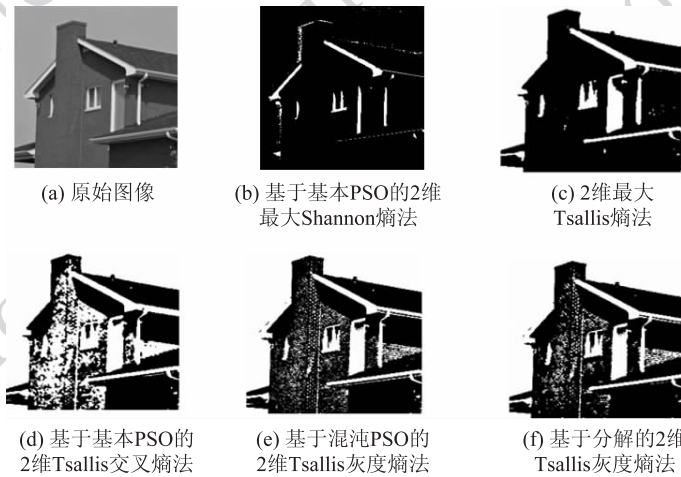 (a) 原始图像
(b) 基于基本PSO的2维
最大Shannon熵法
(c) 2维最大
Tsallis熵法
(d) 基于基本PSO的
2维Tsallis交叉熵法
(e) 基于混沌PSO的
2维Tsallis灰度熵法
(f) 基于分解的2维
Tsallis灰度熵法